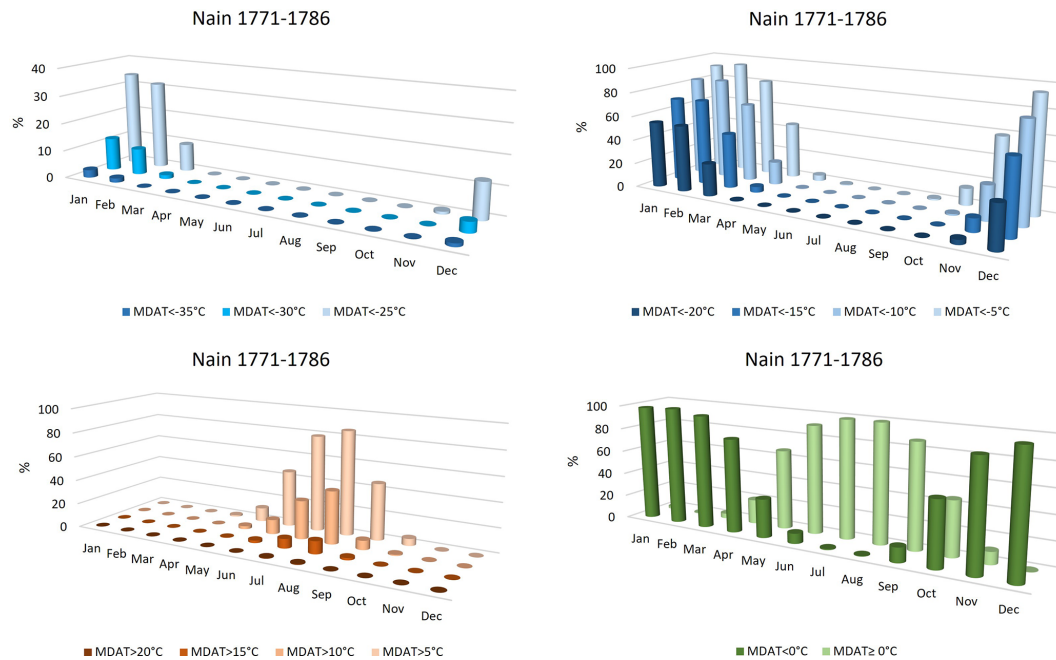 Nain 1771-1786
%
40
30
20
10
0
Jan Feb Mar Apr May Jun Jul Aug Sep Oct Nov Dec
MDAT<-35°C MDAT<-30°C MDAT<-25°C
Nain 1771-1786
%
100
80
60
40
20
0
Jan Feb Mar Apr May Jun Jul Aug Sep Oct Nov Dec
MDAT<-20°C MDAT<-15°C MDAT<-10°C MDAT<-5°C
Nain 1771-1786
%
100
80
60
40
20
0
Jan Feb Mar Apr May Jun Jul Aug Sep Oct Nov Dec
MDAT>20°C MDAT>15°C MDAT>10°C MDAT>5°C
Nain 1771-1786
%
100
80
60
40
20
0
Jan Feb Mar Apr May Jun Jul Aug Sep Oct Nov Dec
MDAT<0°C MDAT≥ 0°C